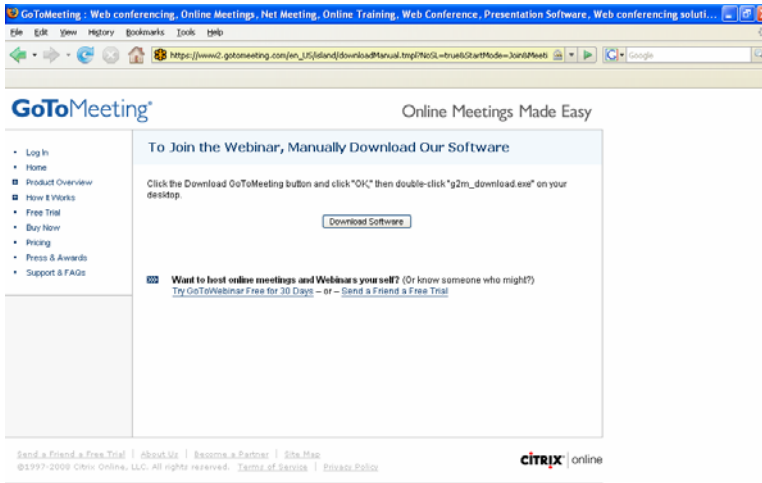 GoToMeeting : Web conferencing, Online Meetings, Net Meeting, Online Training, Web Conference, Presentation Software, Web conferencing soluti...
File Edit View History Bookmarks Tools Help
https://www2.gotomeeting.com/en_US/island/downloadManual.tmpl?NoSL=true&StartMode=Join&Meeti
Google
GoToMeeting®
Online Meetings Made Easy
Log In
Home
Product Overview
How It Works
Free Trial
Buy Now
Pricing
Press & Awards
Support & FAQs
To Join the Webinar, Manually Download Our Software
Click the Download GoToMeeting button and click "OK," then double-click "g2m_download.exe" on your
desktop.
Download Software
Want to host online meetings and Webinars yourself? (Or know someone who might?)
Try GoToWebinar Free for 30 Days – or – Send a Friend a Free Trial
Send a Friend a Free Trial | About Us | Become a Partner | Site Map
©1997-2008 Citrix Online, LLC. All rights reserved. Terms of Service | Privacy Policy
CITRIX® online